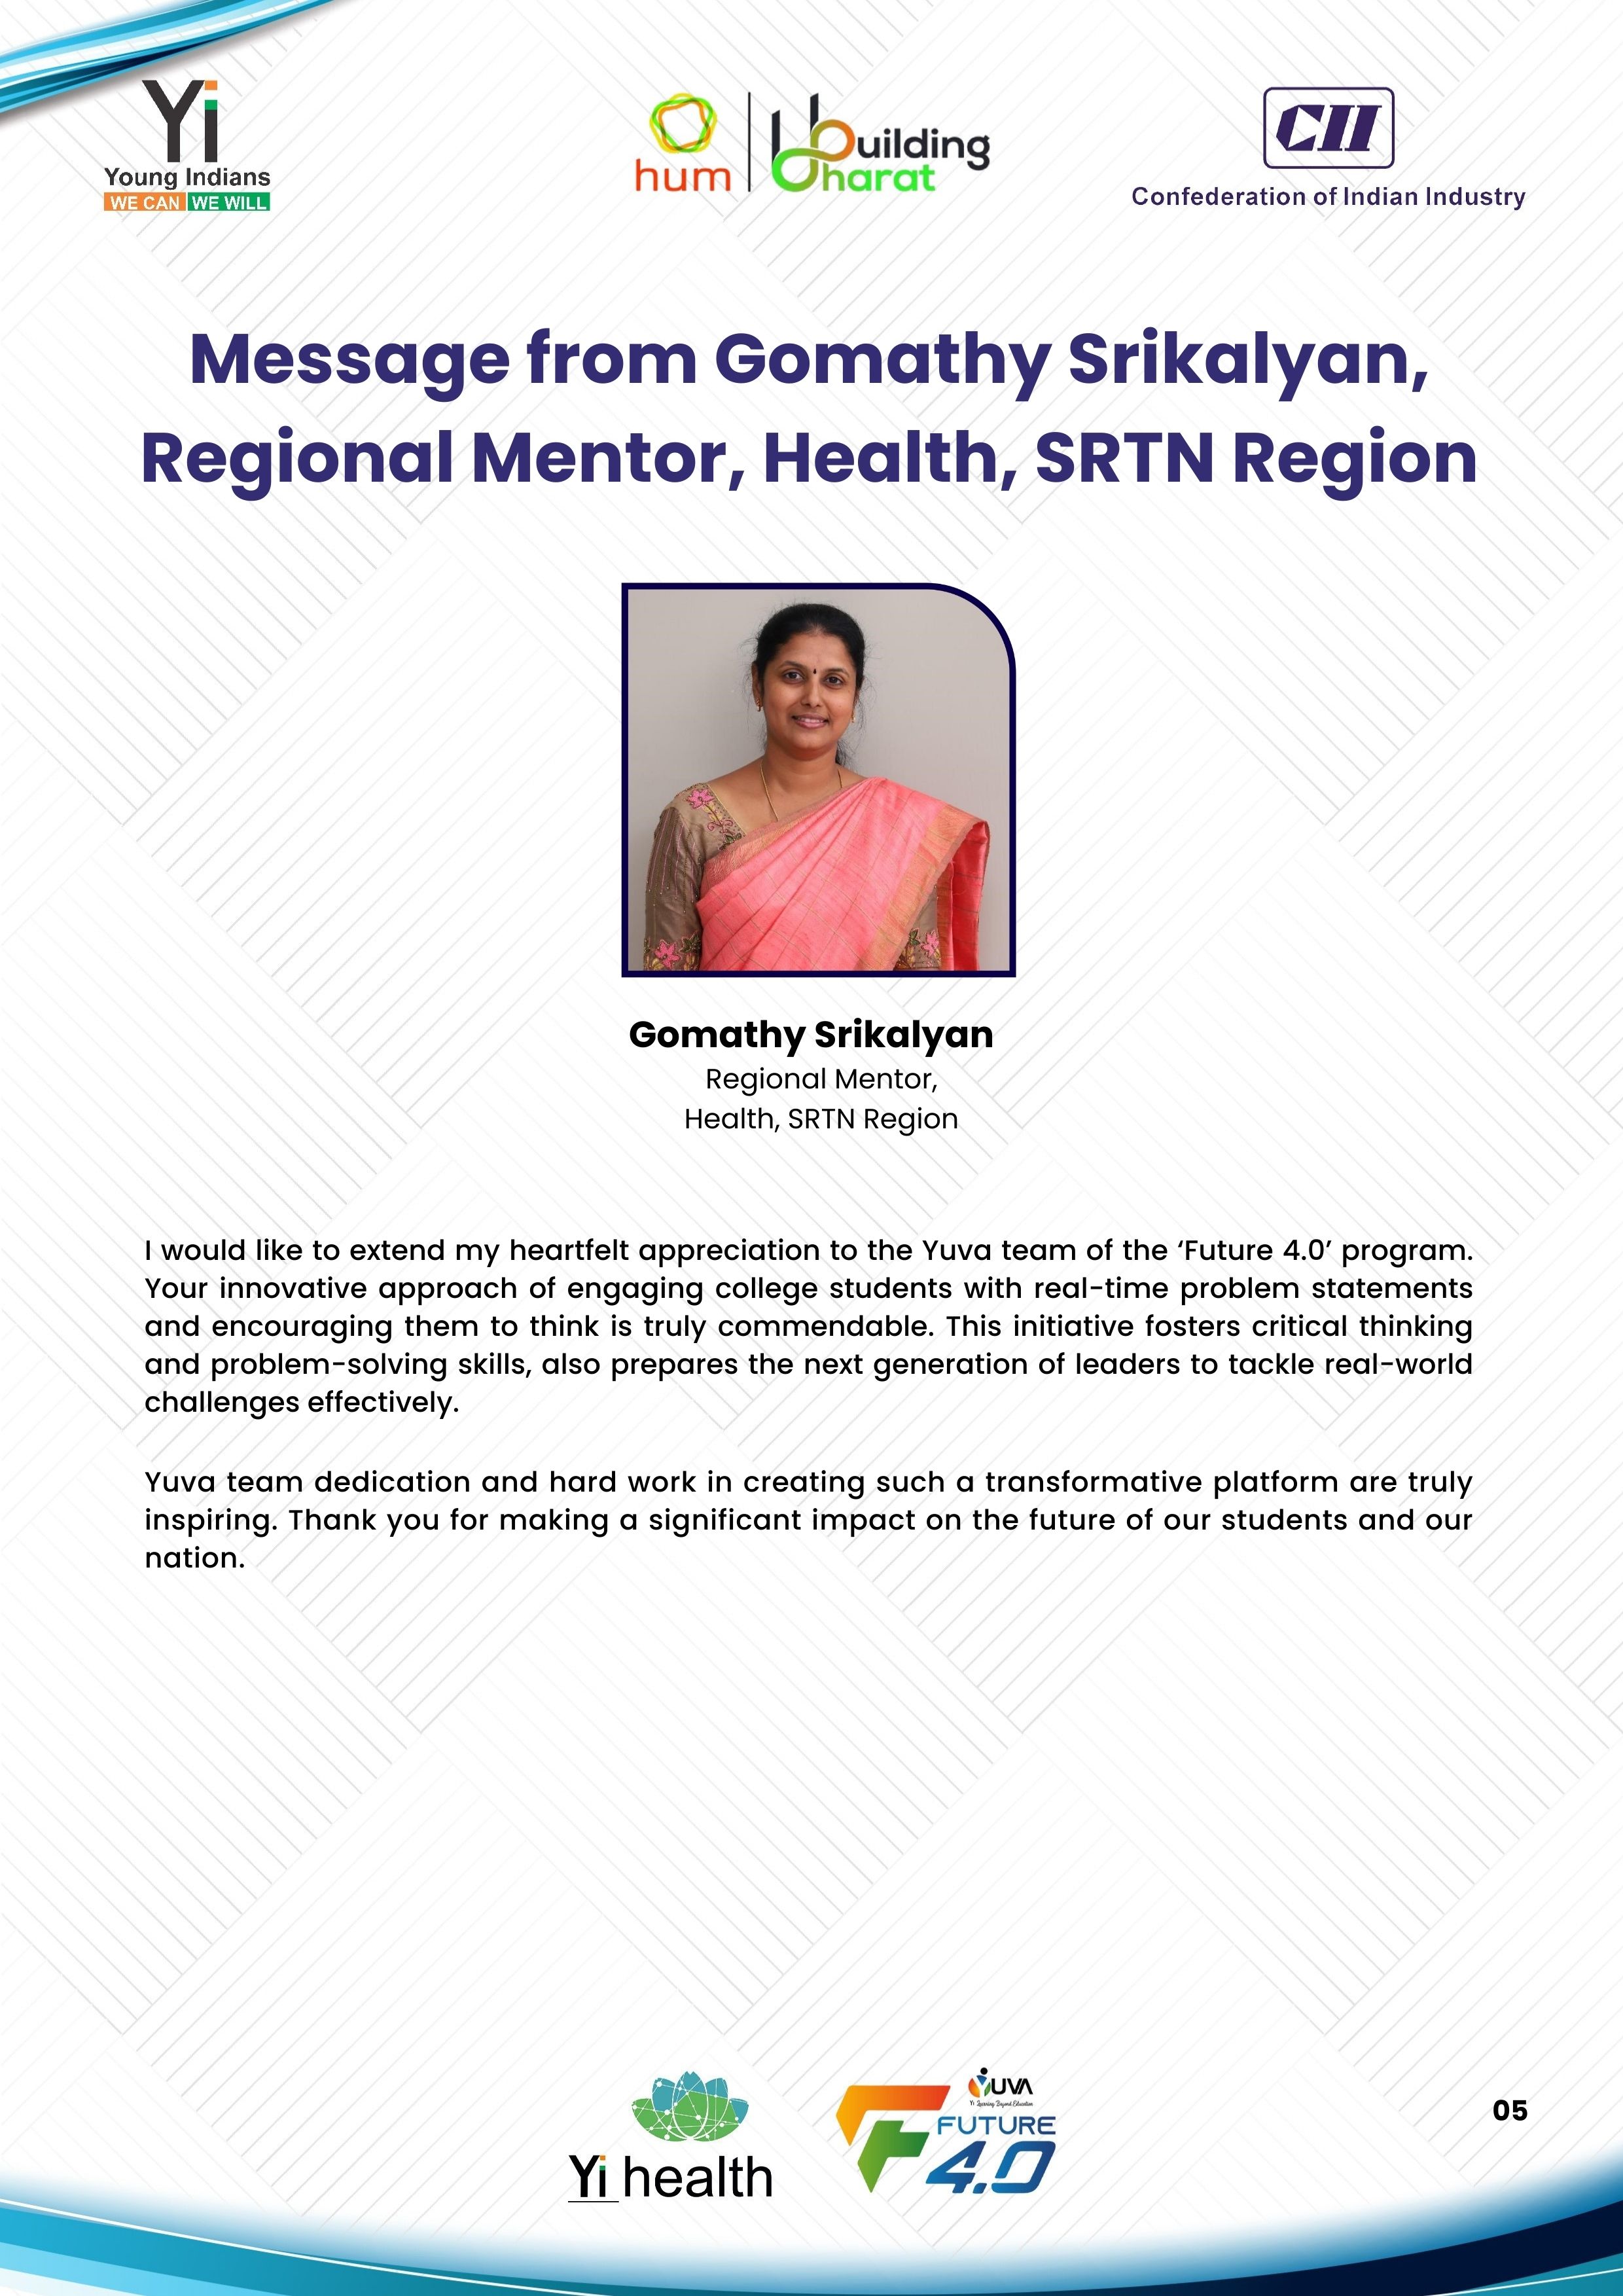 Yi
Young Indians
WE CAN WE WILL
hum
Building
Bharat
CII
Confederation of Indian Industry
Message from Gomathy Srikalyan,
Regional Mentor, Health, SRTN Region
Gomathy Srikalyan
Regional Mentor,
Health, SRTN Region
I would like to extend my heartfelt appreciation to the Yuva team of the ‘Future 4.0’ program.
Your innovative approach of engaging college students with real-time problem statements
and encouraging them to think is truly commendable. This initiative fosters critical thinking
and problem-solving skills, also prepares the next generation of leaders to tackle real-world
challenges effectively.
Yuva team dedication and hard work in creating such a transformative platform are truly
inspiring. Thank you for making a significant impact on the future of our students and our
nation.
Yi health
YUVA
Yi Learning Beyond Education
FUTURE
4.0
05